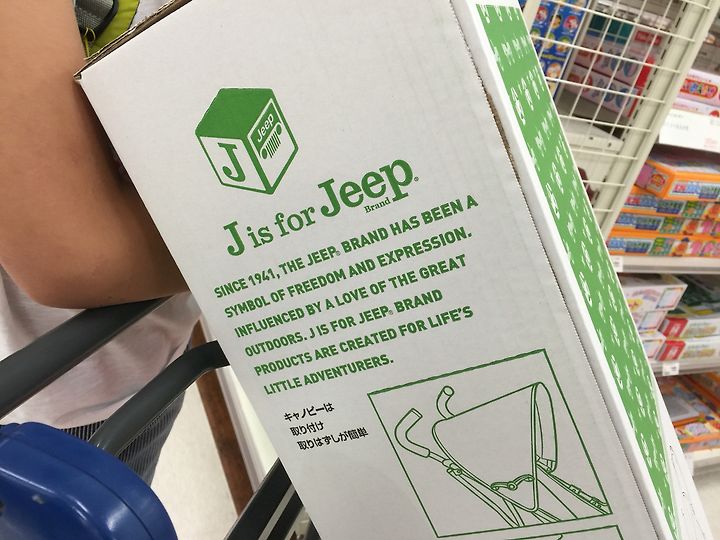 J Jeep
J is for Jeep®
Brand
SINCE 1941, THE JEEP® BRAND HAS BEEN A
SYMBOL OF FREEDOM AND EXPRESSION.
INFLUENCED BY A LOVE OF THE GREAT
OUTDOORS. J IS FOR JEEP® BRAND
PRODUCTS ARE CREATED FOR LIFE'S
LITTLE ADVENTURERS.
キャノピーは
取り付け
取りはずしが簡単